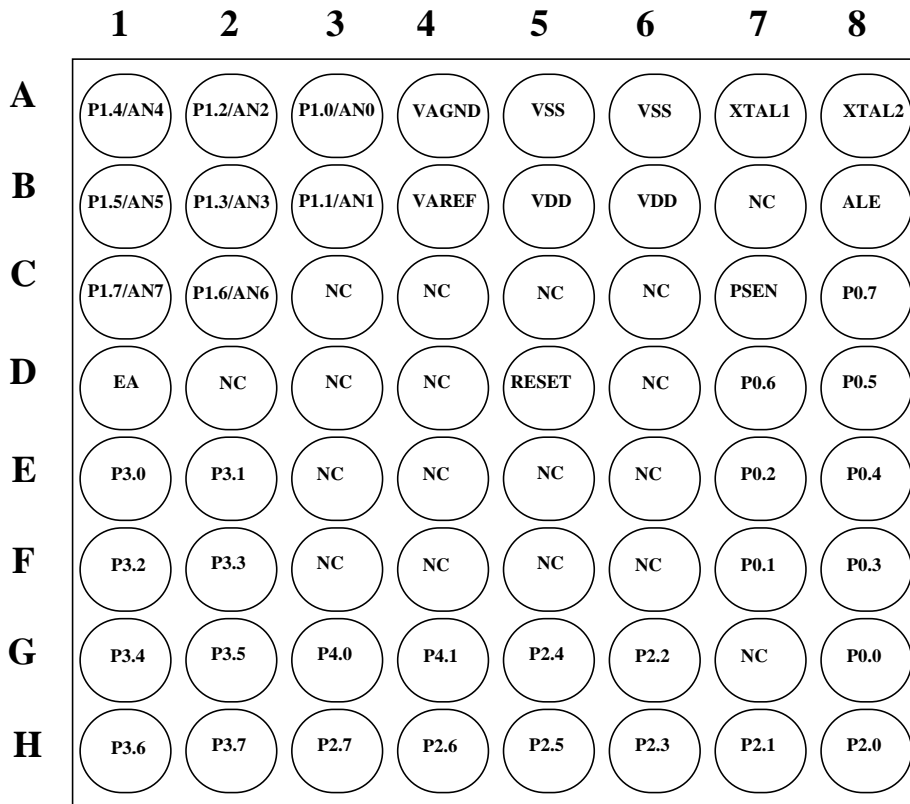 1 2 3 4 5 6 7 8
A P1.4/AN4 P1.2/AN2 P1.0/AN0 VAGND VSS VSS XTAL1 XTAL2
B P1.5/AN5 P1.3/AN3 P1.1/AN1 VAREF VDD VDD NC ALE
C P1.7/AN7 P1.6/AN6 NC NC NC NC PSEN P0.7
D EA NC NC NC RESET NC P0.6 P0.5
E P3.0 P3.1 NC NC NC NC P0.2 P0.4
F P3.2 P3.3 NC NC NC NC P0.1 P0.3
G P3.4 P3.5 P4.0 P4.1 P2.4 P2.2 NC P0.0
H P3.6 P3.7 P2.7 P2.6 P2.5 P2.3 P2.1 P2.0